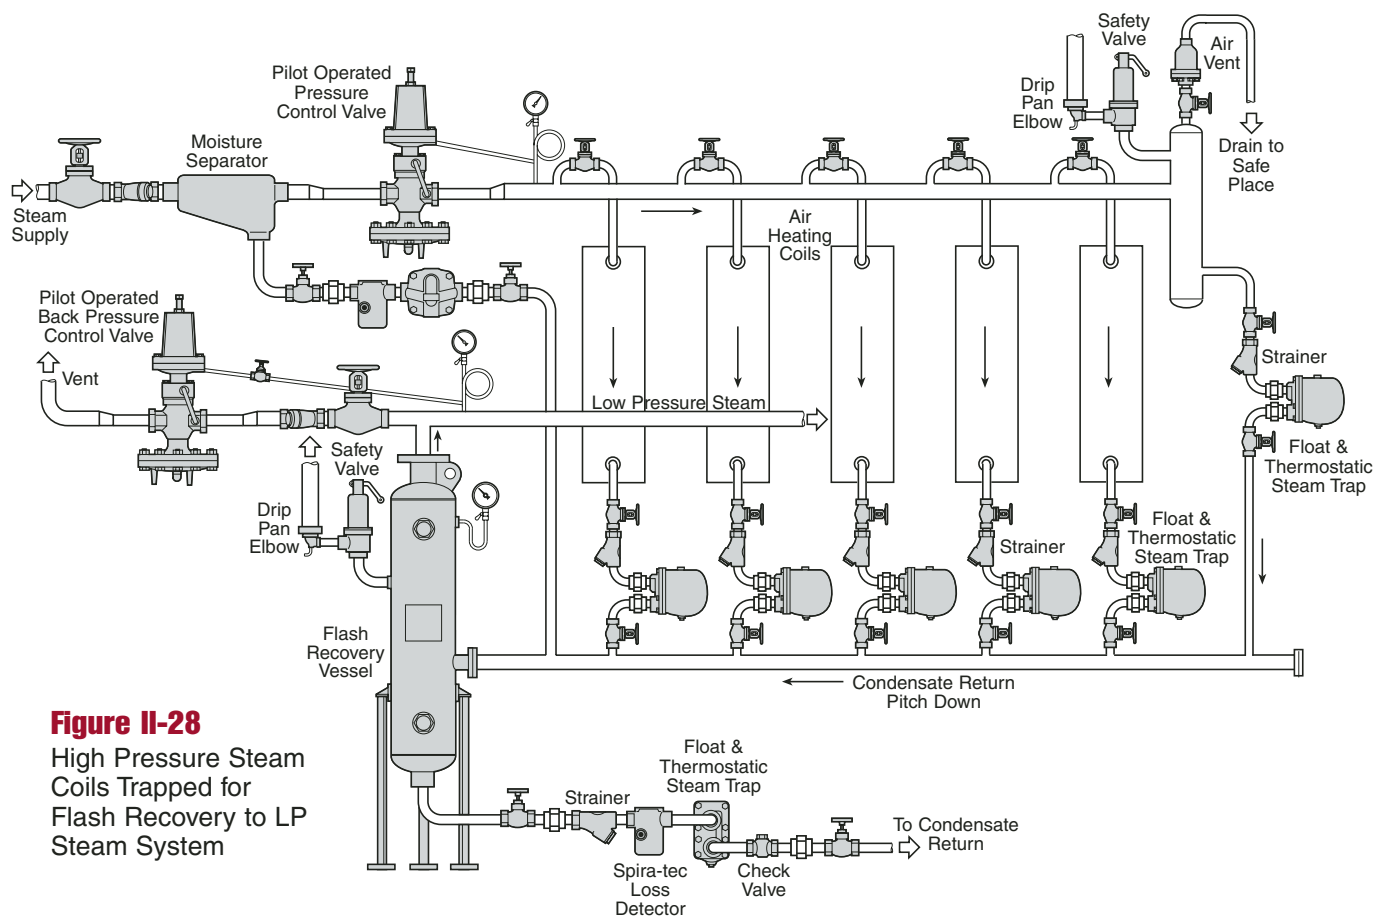 Safety
Valve
Air
Vent
Pilot Operated
Pressure
Control Valve
Drip
Pan
Elbow
Moisture
Separator
Drain to
Safe
Place
Steam
Supply
Air
Heating
Coils
Pilot Operated
Back Pressure
Control Valve
Vent
Strainer
Low Pressure Steam
Safety
Valve
Float &
Thermostatic
Steam Trap
Drip
Pan
Elbow
Float &
Thermostatic
Steam Trap
Strainer
Flash
Recovery
Vessel
Condensate Return
Pitch Down
Figure II-28
High Pressure Steam
Coils Trapped for
Flash Recovery to LP
Steam System
Float &
Thermostatic
Steam Trap
Strainer
To Condensate
Return
Spira-tec
Loss
Detector
Check
Valve